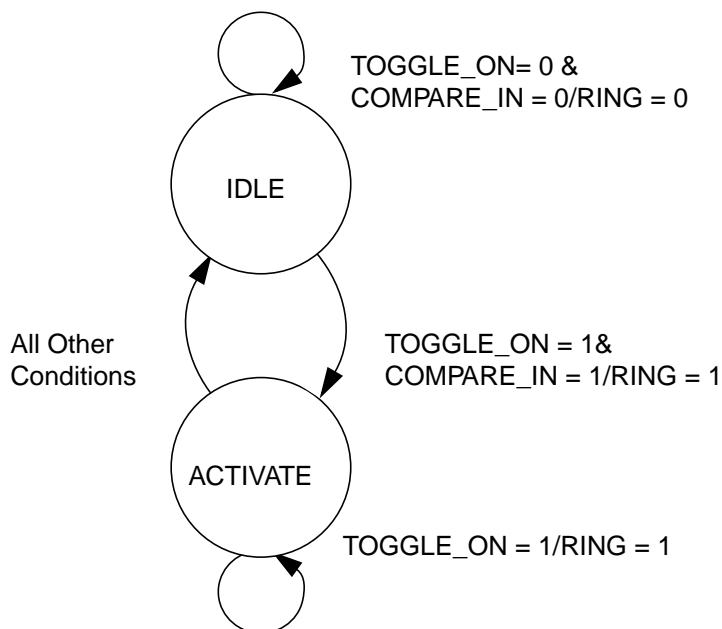 TOGGLE_ON= 0 &
COMPARE_IN = 0/RING = 0
IDLE
All Other
Conditions
TOGGLE_ON = 1&
COMPARE_IN = 1/RING = 1
ACTIVATE
TOGGLE_ON = 1/RING = 1